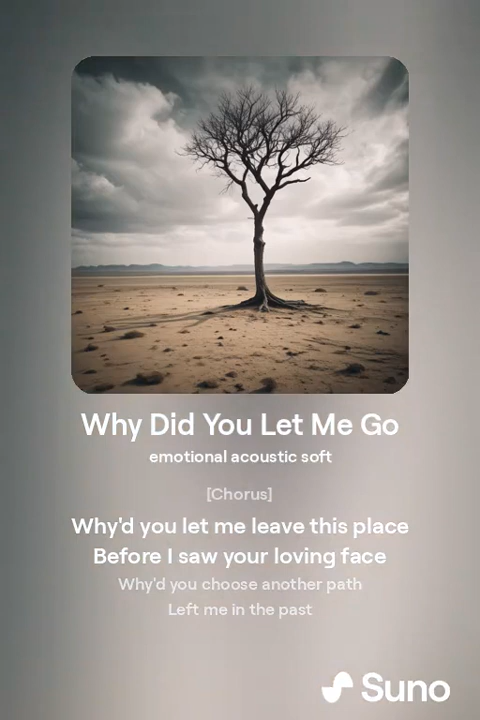 Why Did You Let Me Go
emotional acoustic soft
[Chorus]
Why'd you let me leave this place
Before I saw your loving face
Why'd you choose another path
Left me in the past
Suno